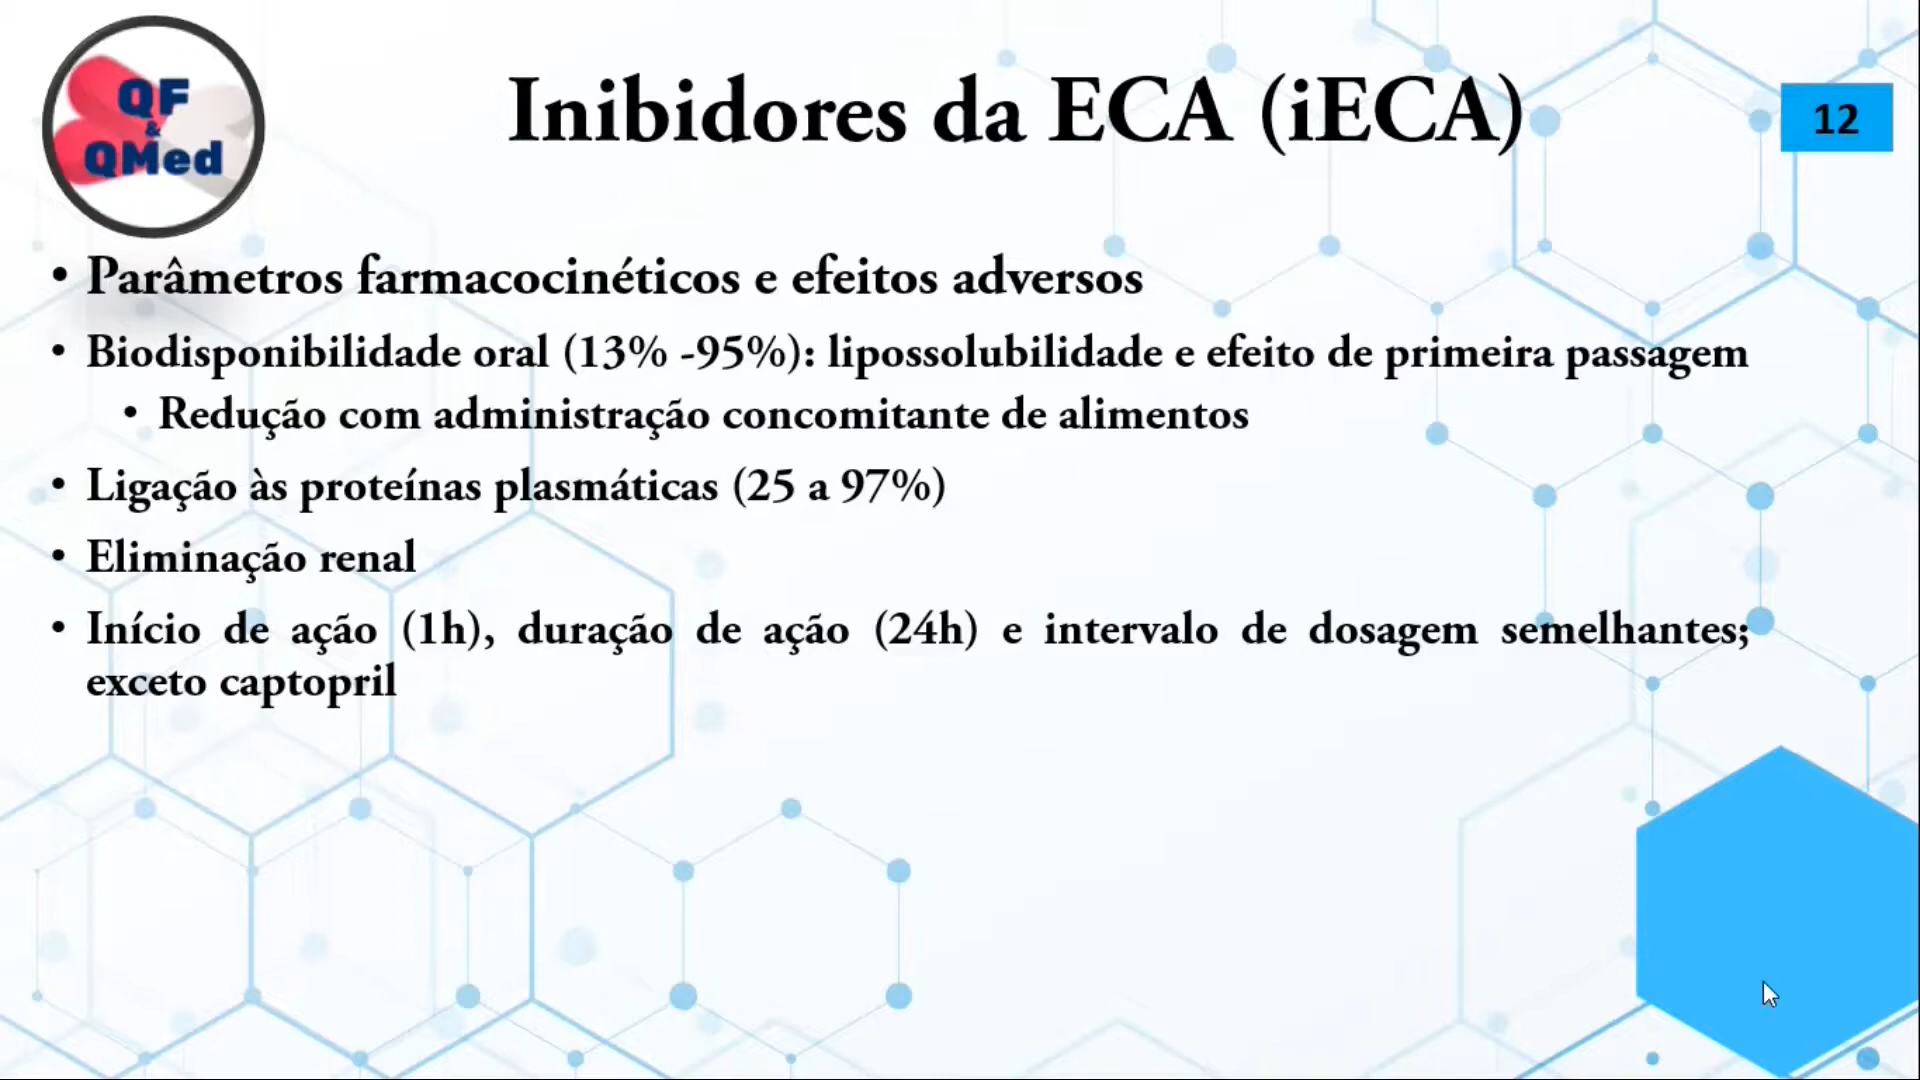 QF
&
QMed
Inibidores da ECA (iECA)
12
• Parâmetros farmacocinéticos e efeitos adversos
• Biodisponibilidade oral (13% -95%): lipossolubilidade e efeito de primeira passagem
• Redução com administração concomitante de alimentos
• Ligação às proteínas plasmáticas (25 a 97%)
• Eliminação renal
• Início de ação (1h), duração de ação (24h) e intervalo de dosagem semelhantes;
exceto captopril